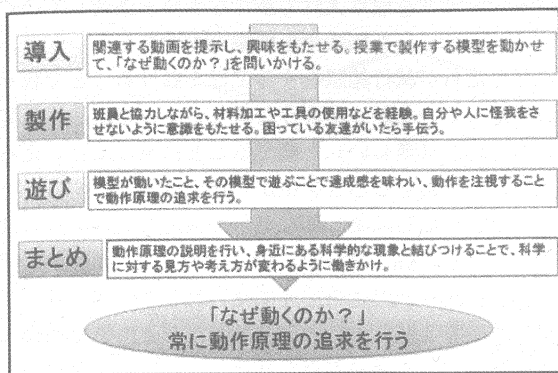 導入
関連する動画を提示し、興味をもたせる。授業で製作する模型を動かせ
て、「なぜ動くのか?」を問いかける。
製作
班員と協力しながら、材料加工や工具の使用などを経験。自分や人に怪我をさ
せないように意識をもたせる。困っている友達がいたら手伝う。
遊び
模型が動いたこと、その模型で遊ぶことで達成感を味わい、動作を注視すること
で動作原理の追求を行う。
まとめ
動作原理の説明を行い、身近にある科学的な現象と結びつけることで、科学
に対する見方や考え方が変わるように働きかけ。
「なぜ動くのか?」
常に動作原理の追求を行う